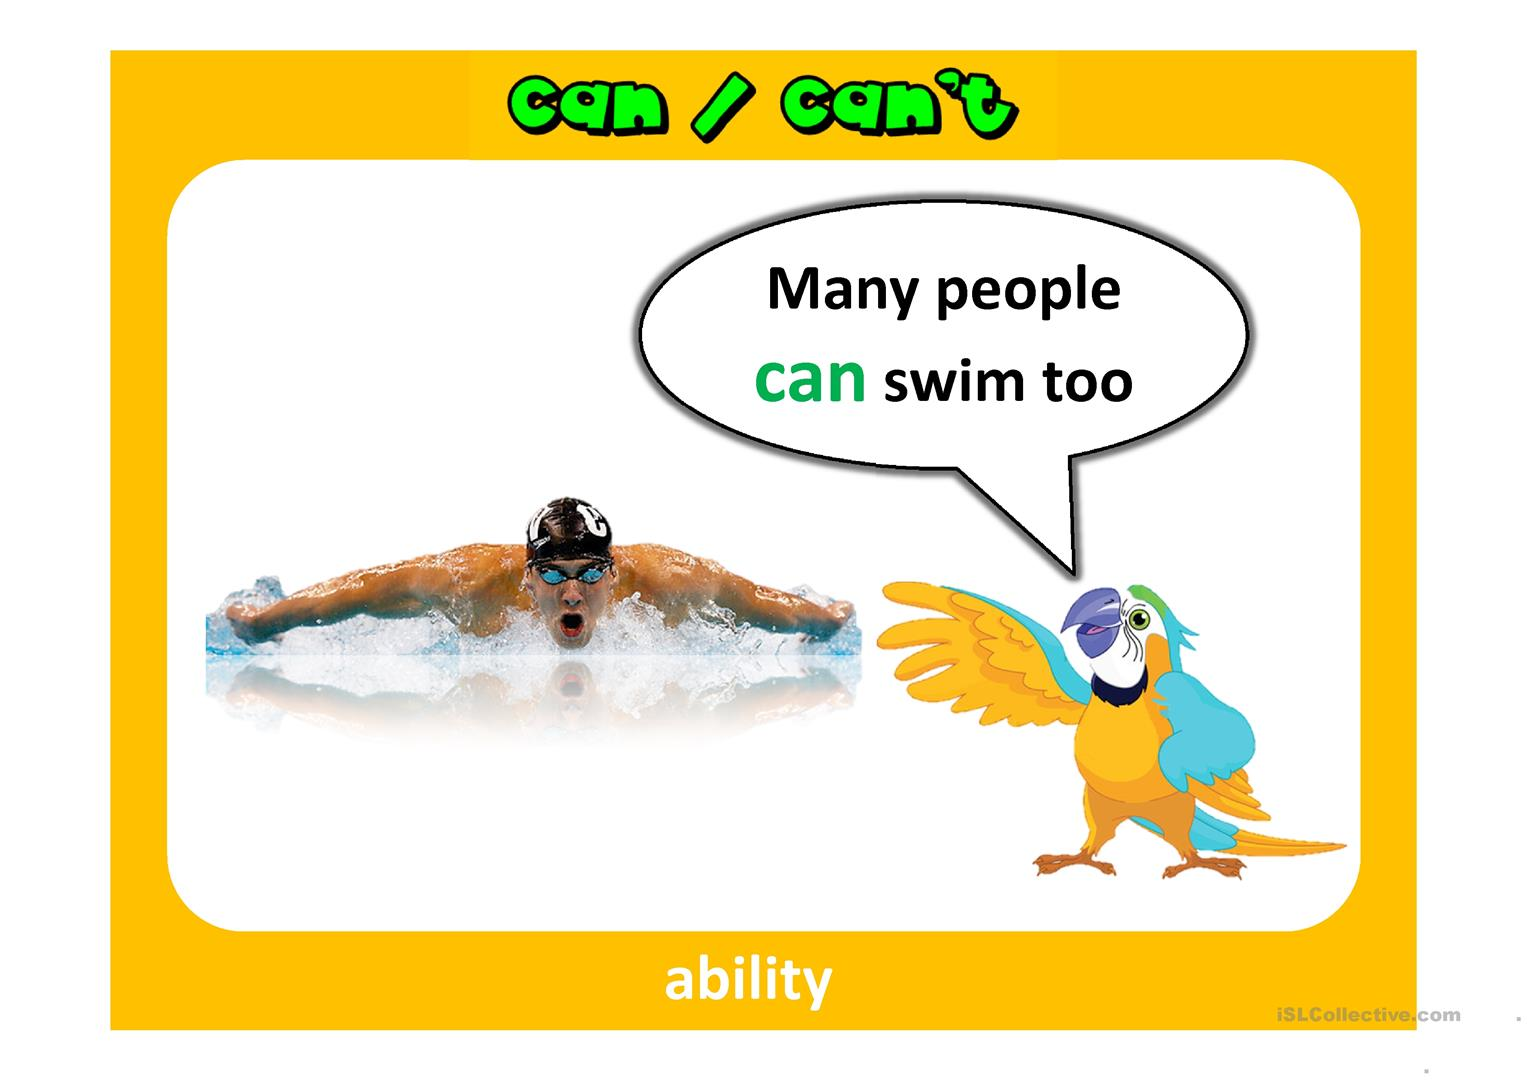 can / can't
Many people
can swim too
ability
iSLCollective.com